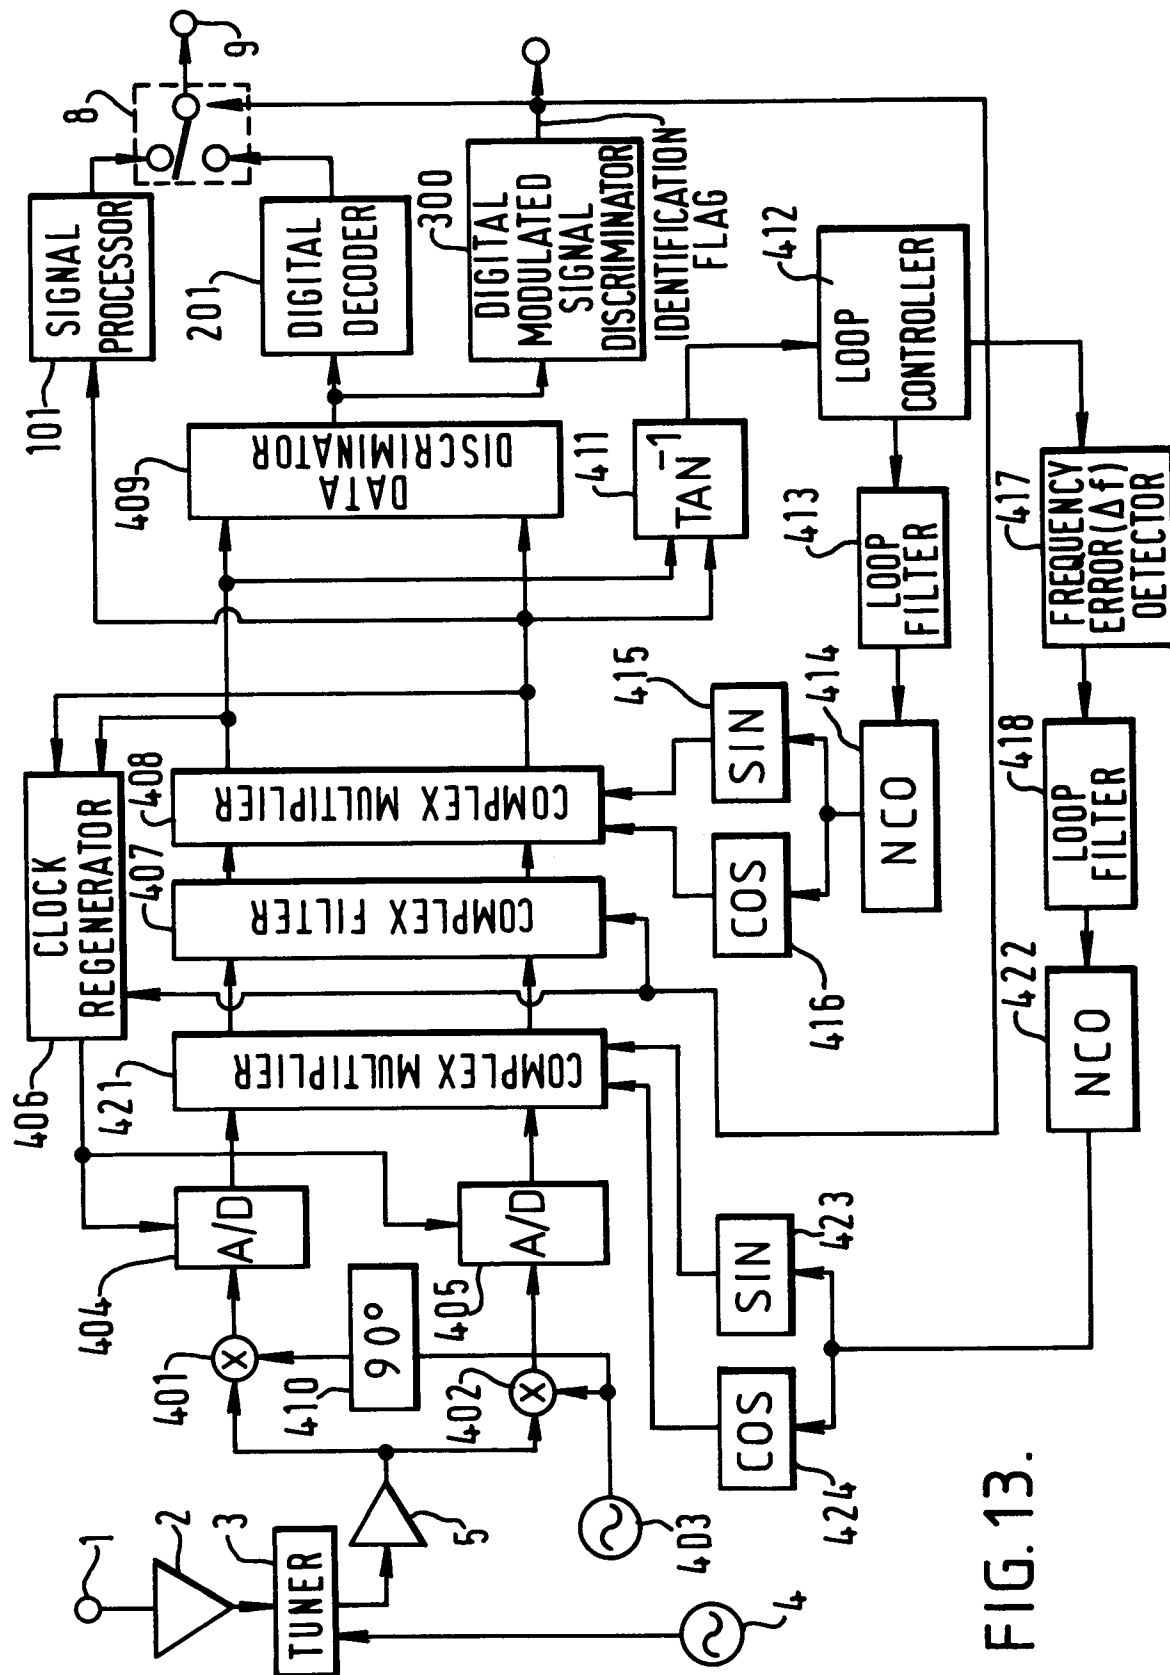 1
2
3
TUNER
4
5
401
402
403
410
90°
X
X
404
A/D
405
A/D
406
CLOCK
REGENERATOR
421
COMPLEX MULTIPLIER
407
COMPLEX FILTER
408
COMPLEX MULTIPLIER
409
DATA
DISCRIMINATOR
101
SIGNAL
PROCESSOR
201
DIGITAL
DECODER
8
9
300
DIGITAL
MODULATED
SIGNAL
DISCRIMINATOR
IDENTIFICATION
FLAG
411
TAN⁻¹
412
LOOP
CONTROLLER
413
LOOP
FILTER
414
NCO
415
SIN
COS
416
417
FREQUENCY
ERROR(Δf)
DETECTOR
418
LOOP
FILTER
422
NCO
423
SIN
COS
424
FIG. 13.